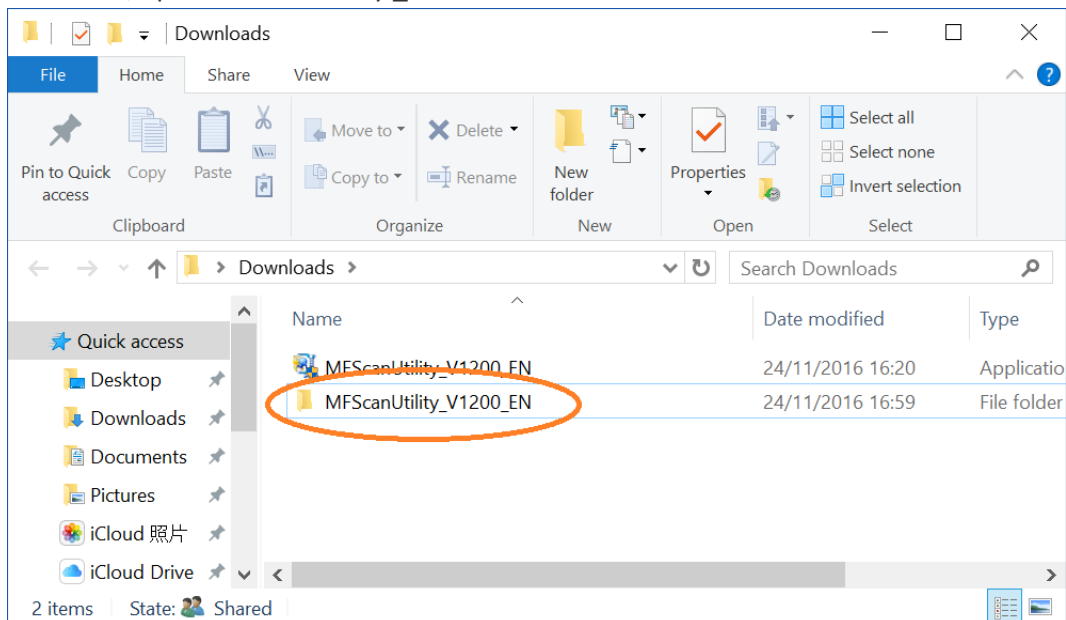 Downloads
File Home Share View
Pin to Quick access Copy Paste
Move to Copy to Delete Rename
New folder
Properties
Select all
Select none
Invert selection
Clipboard Organize New Open Select
Downloads Search Downloads
Name Date modified Type
Quick access
Desktop
Downloads
Documents
Pictures
iCloud 照片
iCloud Drive
MFScanUtility_V1200_EN 24/11/2016 16:20 Applicatio
MFScanUtility_V1200_EN 24/11/2016 16:59 File folder
2 items State: Shared